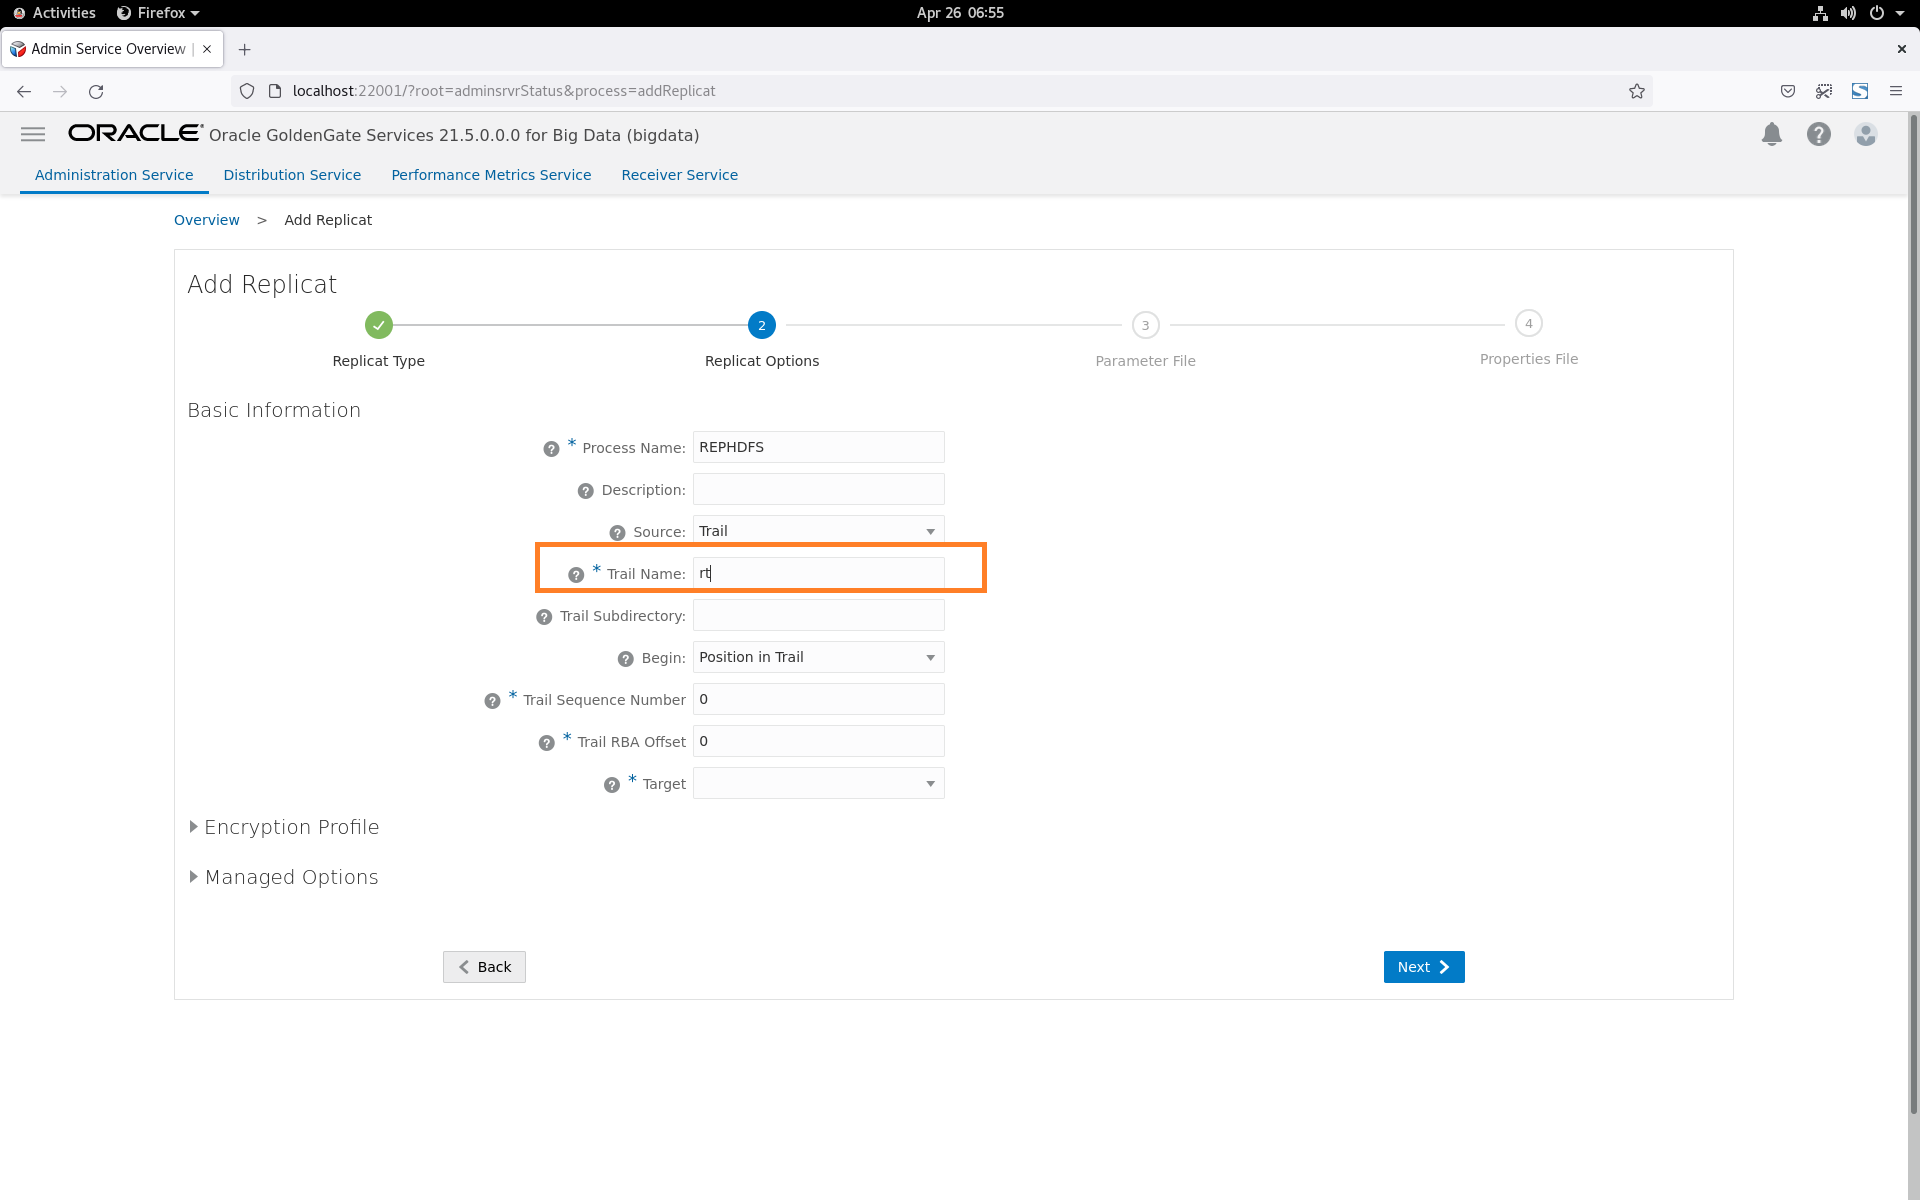 Activities Firefox Apr 26 06:55
Admin Service Overview
localhost:22001/?root=adminsrvrStatus&process=addReplicat
ORACLE Oracle GoldenGate Services 21.5.0.0.0 for Big Data (bigdata)
Administration Service Distribution Service Performance Metrics Service Receiver Service
Overview > Add Replicat
Add Replicat
2 3 4
Replicat Type Replicat Options Parameter File Properties File
Basic Information
? * Process Name: REPHDFS
? Description:
? Source: Trail
? * Trail Name: rt
? Trail Subdirectory:
? Begin: Position in Trail
? * Trail Sequence Number 0
? * Trail RBA Offset 0
? * Target
Encryption Profile
Managed Options
Back Next